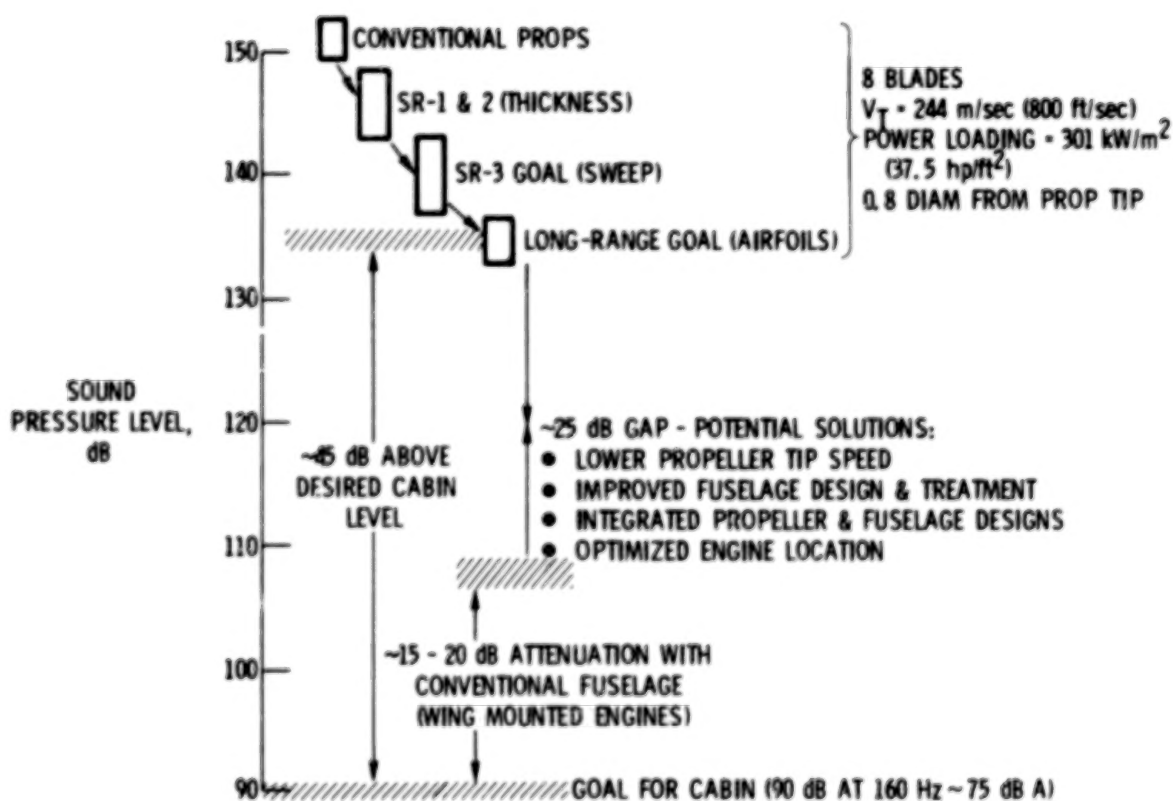 150
CONVENTIONAL PROPS
SR-1 & 2 (THICKNESS)
140
SR-3 GOAL (SWEEP)
LONG-RANGE GOAL (AIRFOILS)
8 BLADES
V_T = 244 m/sec (800 ft/sec)
POWER LOADING = 301 kW/m²
(37.5 hp/ft²)
0.8 DIAM FROM PROP TIP
130
SOUND
PRESSURE LEVEL,
dB
120
~45 dB ABOVE
DESIRED CABIN
LEVEL
~25 dB GAP - POTENTIAL SOLUTIONS:
● LOWER PROPELLER TIP SPEED
● IMPROVED FUSELAGE DESIGN & TREATMENT
● INTEGRATED PROPELLER & FUSELAGE DESIGNS
● OPTIMIZED ENGINE LOCATION
110
~15 - 20 dB ATTENUATION WITH
CONVENTIONAL FUSELAGE
(WING MOUNTED ENGINES)
100
90
GOAL FOR CABIN (90 dB AT 160 Hz ~ 75 dB A)